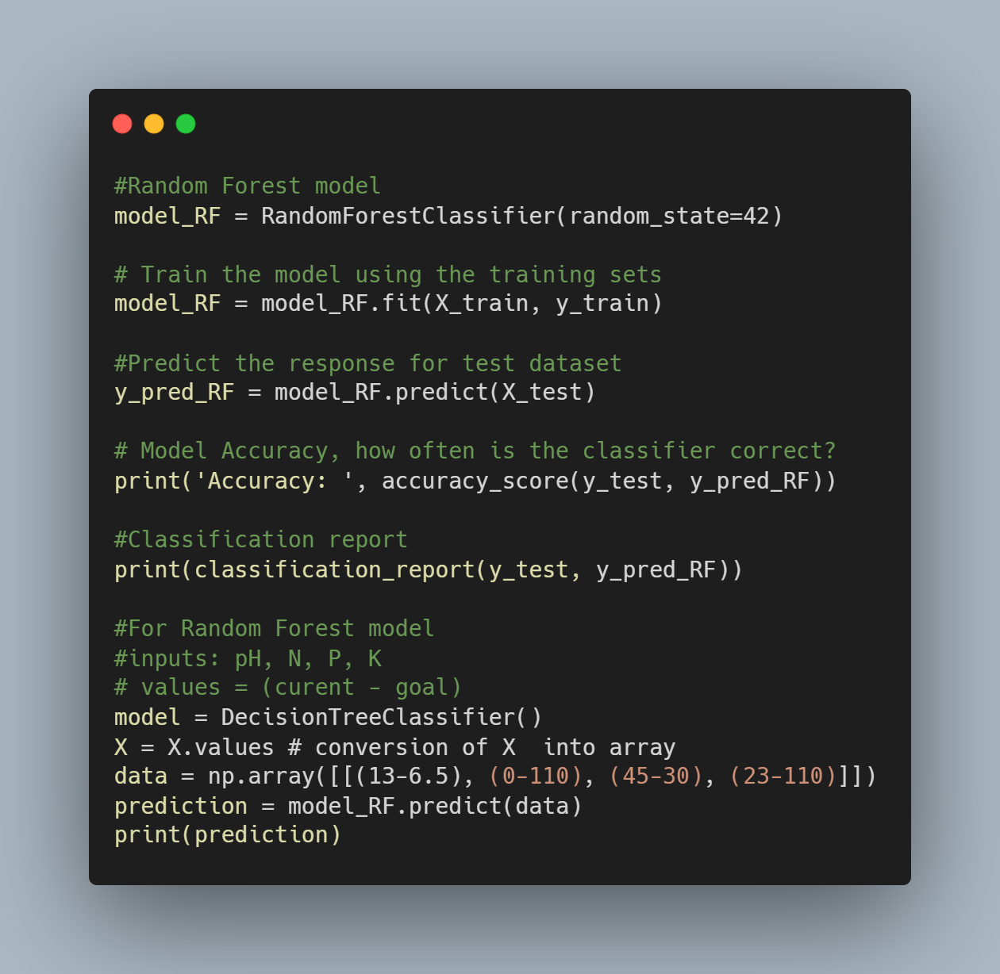 #Random Forest model
model_RF = RandomForestClassifier(random_state=42)
# Train the model using the training sets
model_RF = model_RF.fit(X_train, y_train)
#Predict the response for test dataset
y_pred_RF = model_RF.predict(X_test)
# Model Accuracy, how often is the classifier correct?
print('Accuracy: ', accuracy_score(y_test, y_pred_RF))
#Classification report
print(classification_report(y_test, y_pred_RF))
#For Random Forest model
#inputs: pH, N, P, K
# values = (curent - goal)
model = DecisionTreeClassifier()
X = X.values # conversion of X  into array
data = np.array([[(13-6.5), (0-110), (45-30), (23-110)]])
prediction = model_RF.predict(data)
print(prediction)